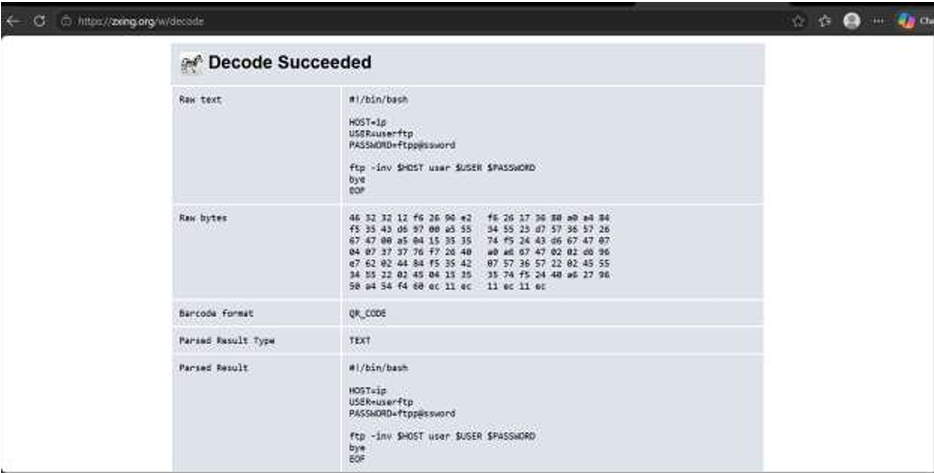 https://zxing.org/w/decode
Decode Succeeded
Raw text
#!/bin/bash
HOST=ip
USER=userftp
PASSWORD=ftpp@ssword
ftp -inv $HOST user $USER $PASSWORD
bye
EOF
Raw bytes
46 32 32 12 f6 26 96 e2 f6 26 17 36 80 a0 a4 84
f5 35 43 d6 97 00 a5 55 34 55 23 d7 57 36 57 26
67 47 00 a5 04 15 35 35 74 f5 24 43 d6 67 47 07
04 07 37 37 76 f7 26 40 a0 a6 67 47 02 02 d6 96
e7 62 02 44 84 f5 35 42 07 57 36 57 22 02 45 55
34 55 22 02 45 04 15 35 35 74 f5 24 40 a6 27 96
50 a4 54 f4 60 ec 11 ec 11 ec 11 ec
Barcode format
QR_CODE
Parsed Result Type
TEXT
Parsed Result
#!/bin/bash
HOST=ip
USER=userftp
PASSWORD=ftpp@ssword
ftp -inv $HOST user $USER $PASSWORD
bye
EOF